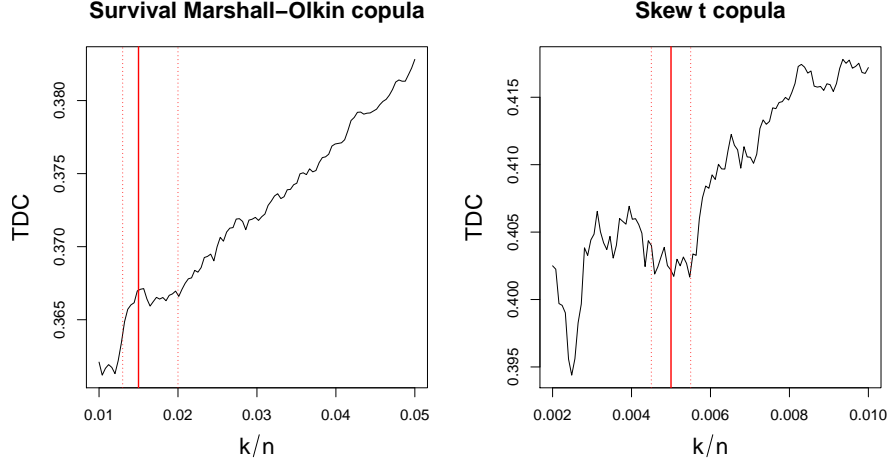 Survival Marshall–Olkin copula
TDC
0.380
0.375
0.370
0.365
0.01 0.02 0.03 0.04 0.05
k/n
Skew t copula
TDC
0.415
0.410
0.405
0.400
0.395
0.002 0.004 0.006 0.008 0.010
k/n